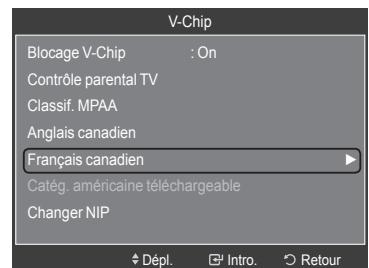 V-Chip
Blocage V-Chip : On
Contrôle parental TV
Classif. MPAA
Anglais canadien
Français canadien
Catég. américaine téléchargeable
Changer NIP
Dépl. Intro. Retour